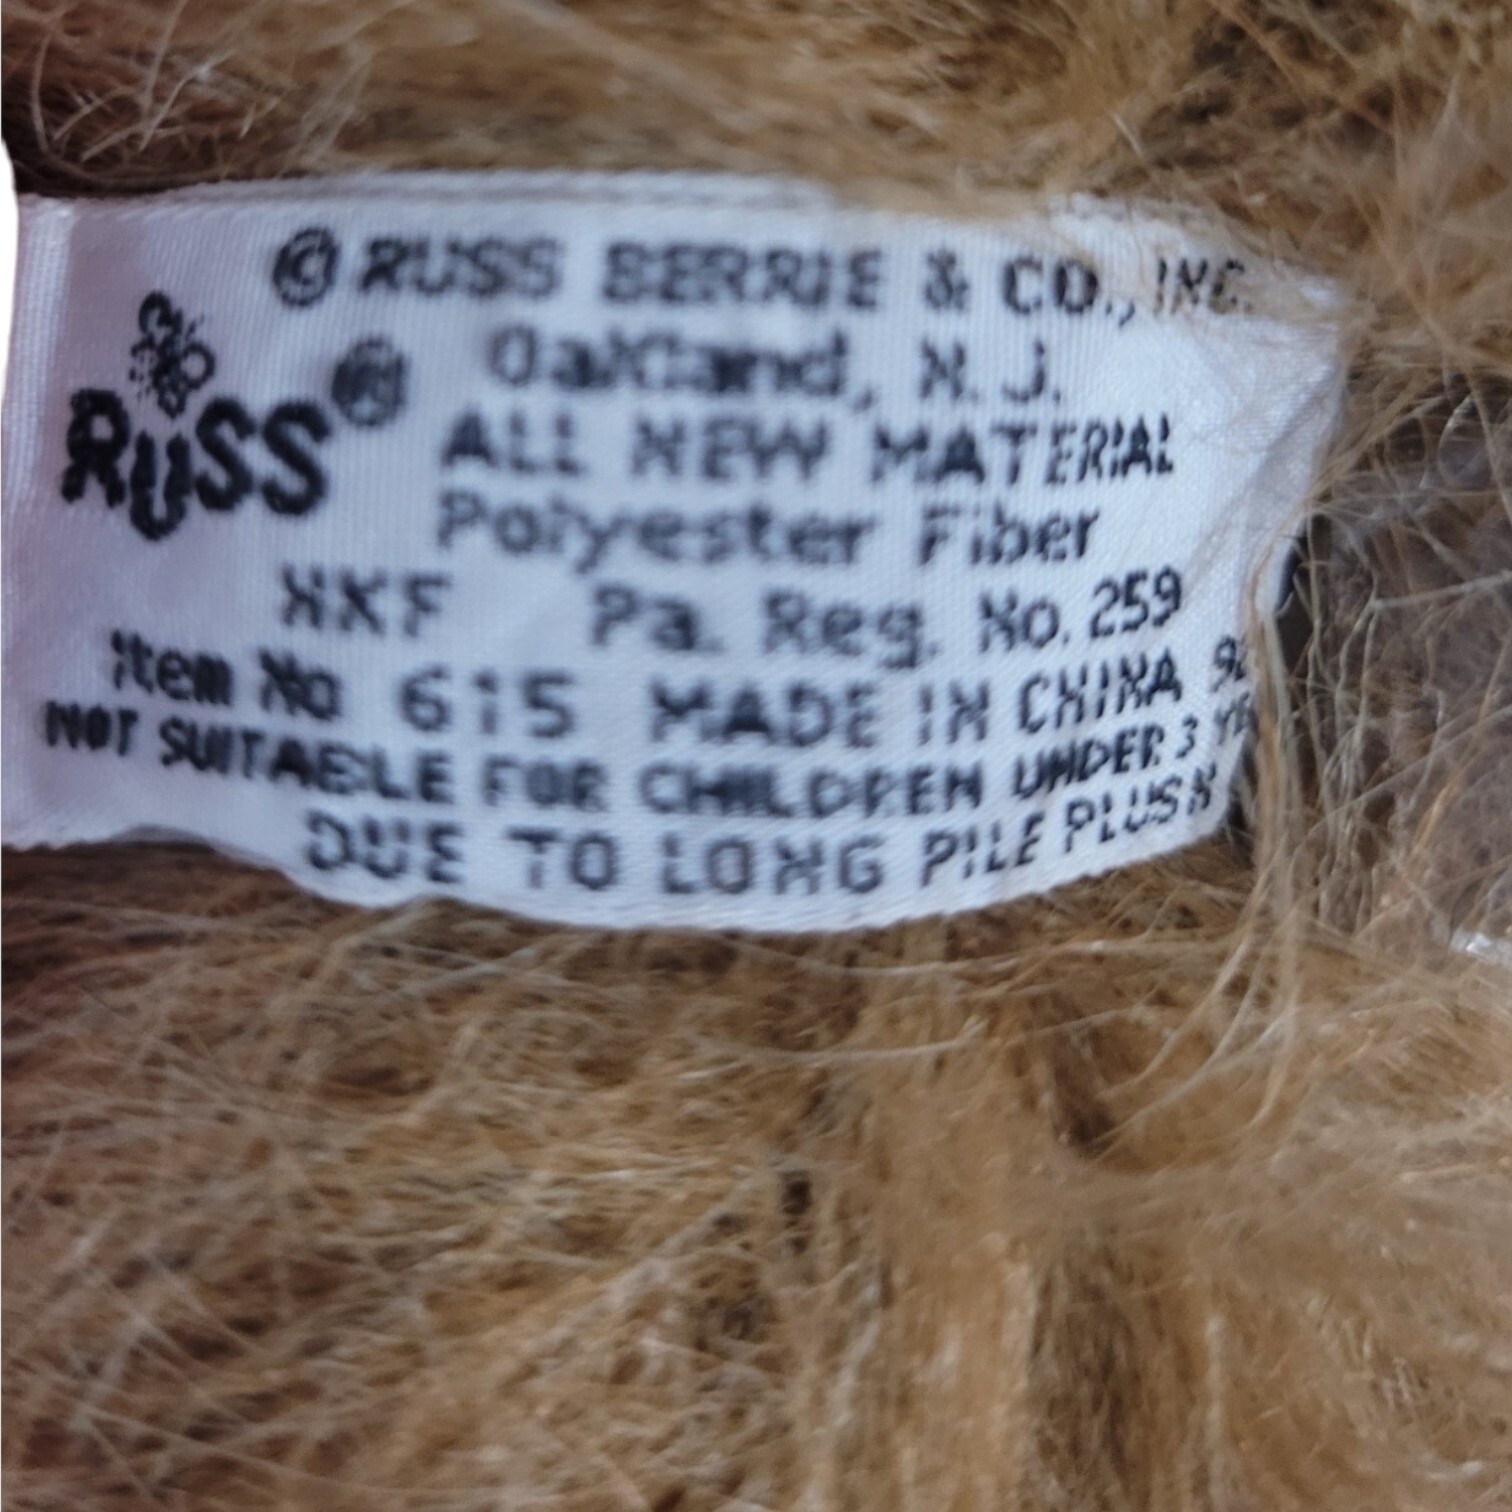 © RUSS BERRIE & CO., INC.
RUSS®
Oakland, N.J.
ALL NEW MATERIAL
Polyester Fiber
HKF Pa. Reg. No. 259
Item No 615 MADE IN CHINA
NOT SUITABLE FOR CHILDREN UNDER 3
DUE TO LONG PILE PLUSH